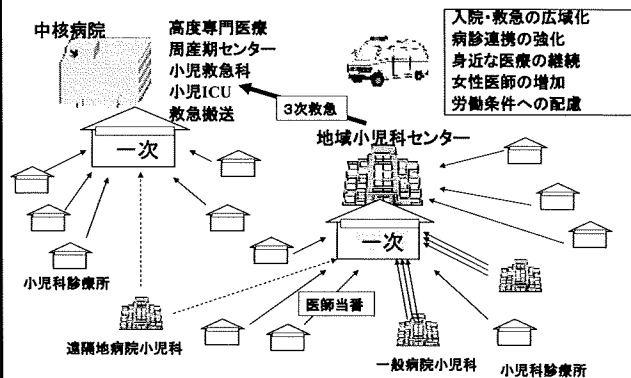 中核病院
高度専門医療
周産期センター
小児救急科
小児ICU
救急搬送
入院・救急の広域化
病診連携の強化
身近な医療の継続
女性医師の増加
労働条件への配慮
3次救急
地域小児科センター
一次
一次
小児科診療所
医師当番
遠隔地病院小児科
一般病院小児科
小児科診療所